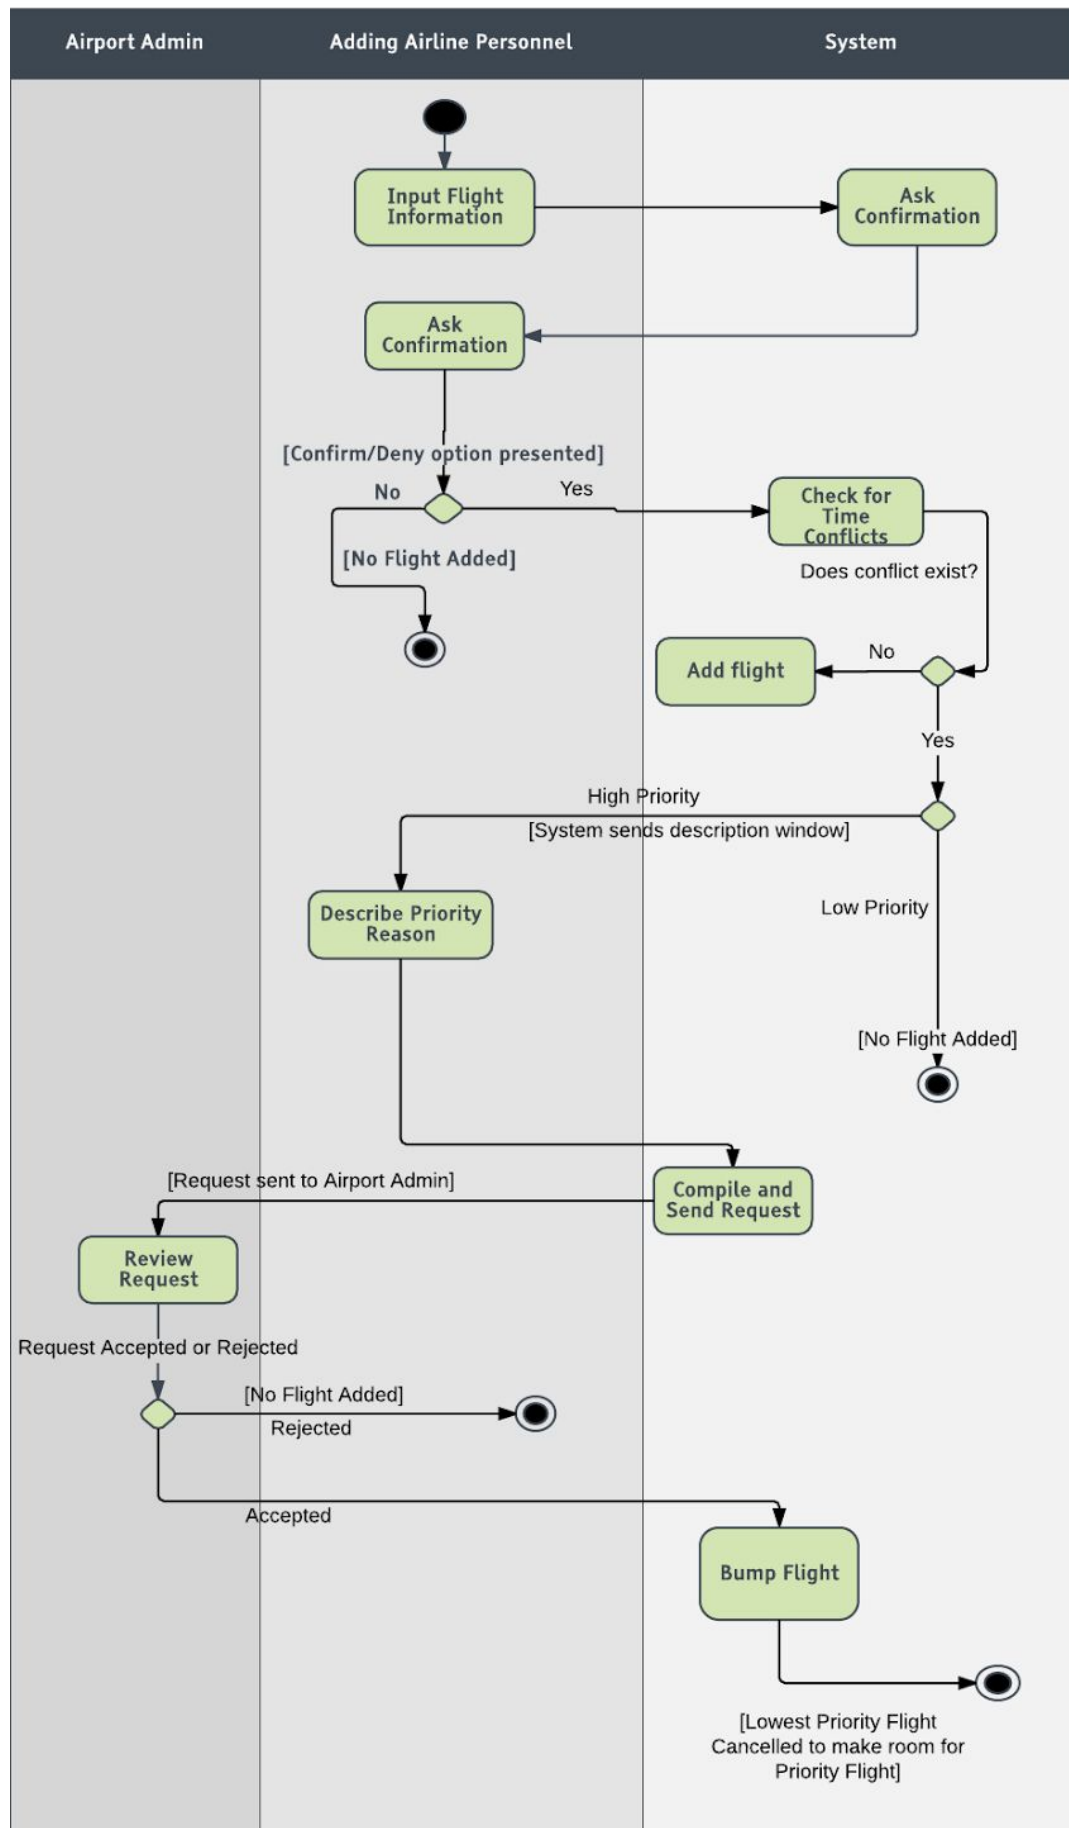 Airport Admin
Adding Airline Personnel
System
Input Flight
Information
Ask
Confirmation
Ask
Confirmation
[Confirm/Deny option presented]
No
Yes
Check for
Time
Conflicts
[No Flight Added]
Does conflict exist?
Add flight
No
Yes
High Priority
[System sends description window]
Describe Priority
Reason
Low Priority
[No Flight Added]
[Request sent to Airport Admin]
Compile and
Send Request
Review
Request
Request Accepted or Rejected
[No Flight Added]
Rejected
Accepted
Bump Flight
[Lowest Priority Flight
Cancelled to make room for
Priority Flight]